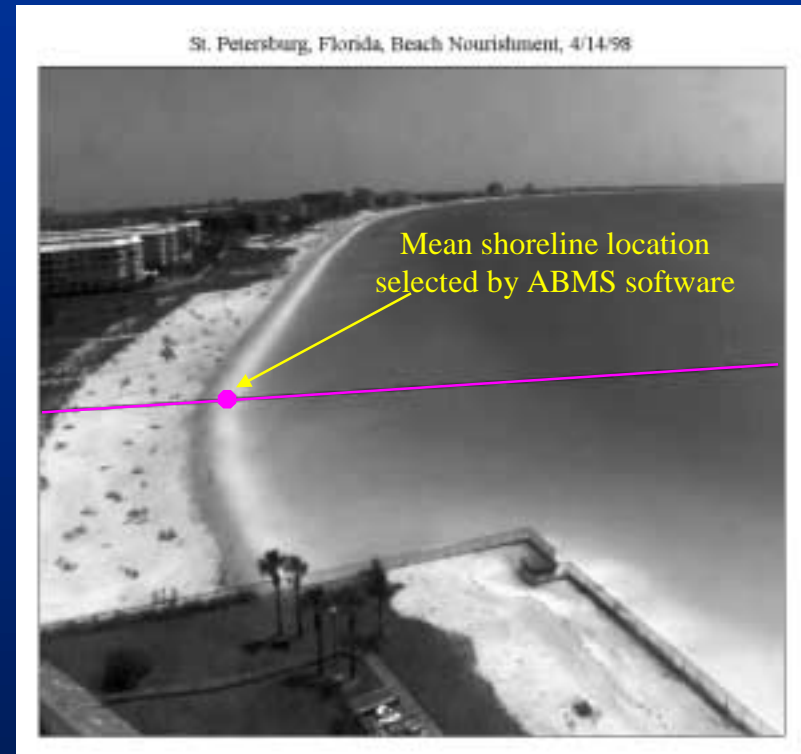 St. Petersburg, Florida, Beach Nourishment, 4/14/98
Mean shoreline location
selected by ABMS software